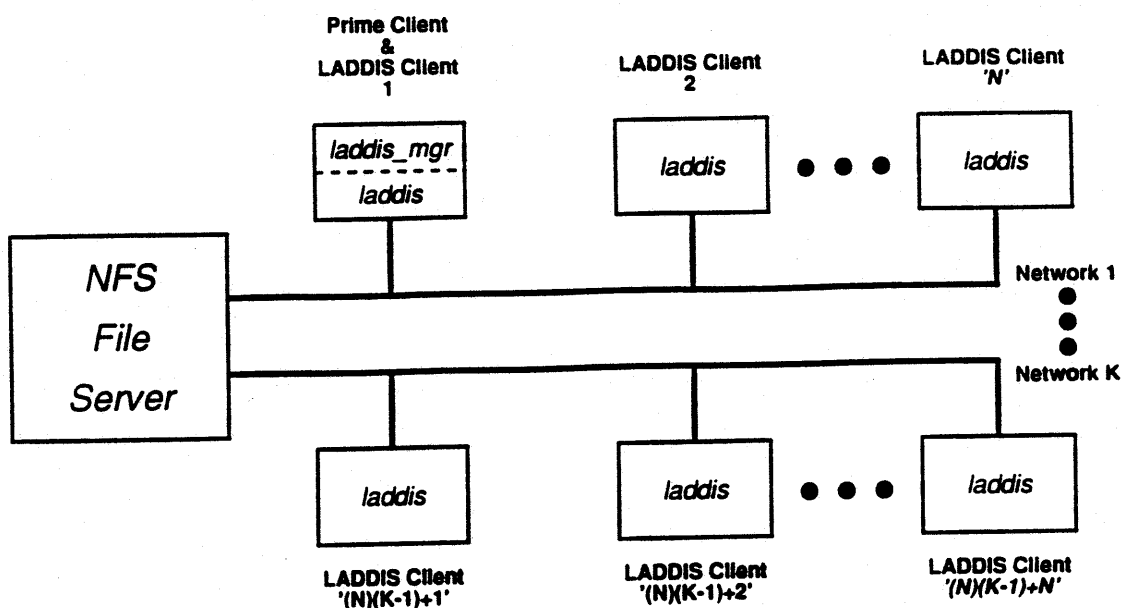 Prime Client
&
LADDIS Client
1
LADDIS Client
2
LADDIS Client
'N'
laddis_mgr
laddis
laddis
laddis
NFS
File
Server
Network 1
Network K
laddis
laddis
laddis
LADDIS Client
'(N)(K-1)+1'
LADDIS Client
'(N)(K-1)+2'
LADDIS Client
'(N)(K-1)+N'